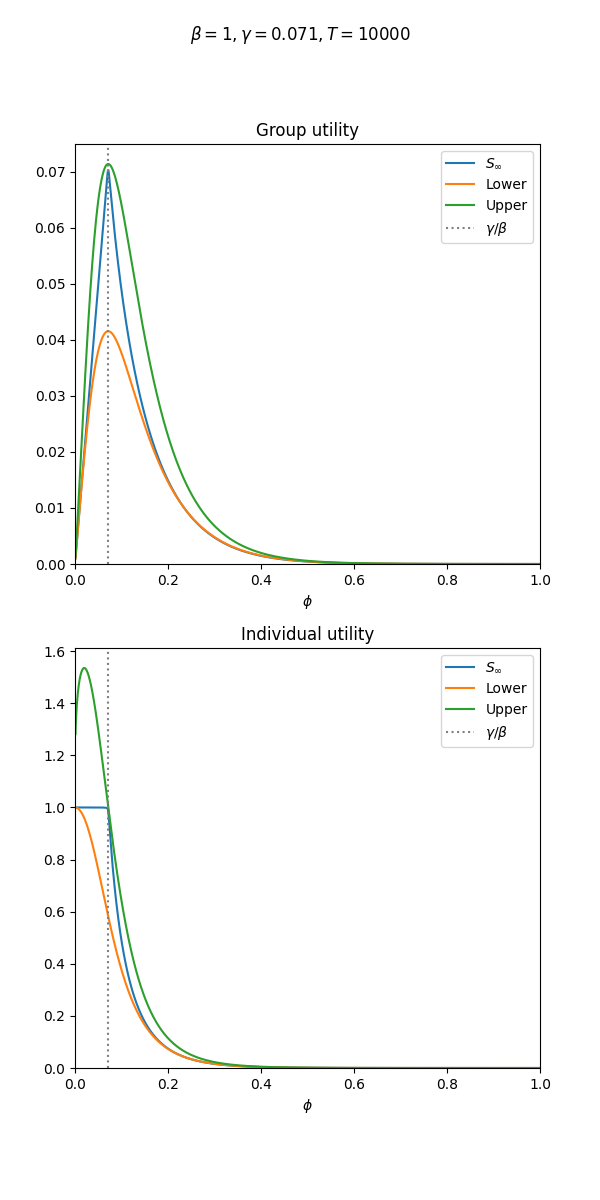 β = 1, γ = 0.071, T = 10000
Group utility
S∞
Lower
Upper
γ/β
0.07
0.06
0.05
0.04
0.03
0.02
0.01
0.00
0.0 0.2 0.4 0.6 0.8 1.0
ϕ
Individual utility
S∞
Lower
Upper
γ/β
1.6
1.4
1.2
1.0
0.8
0.6
0.4
0.2
0.0
0.0 0.2 0.4 0.6 0.8 1.0
ϕ